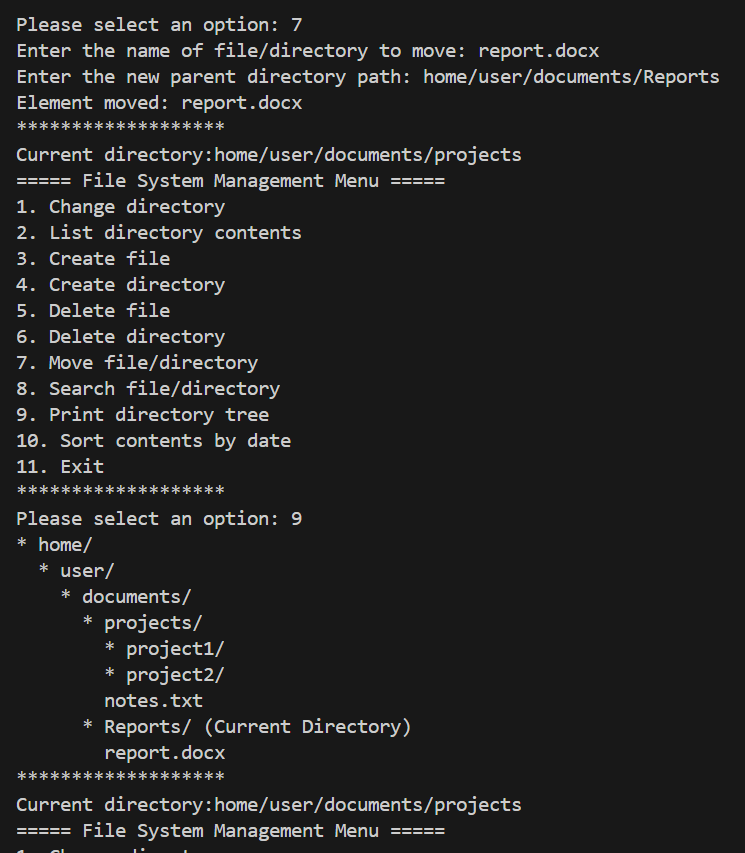 Please select an option: 7
Enter the name of file/directory to move: report.docx
Enter the new parent directory path: home/user/documents/Reports
Element moved: report.docx
*******************
Current directory:home/user/documents/projects
===== File System Management Menu =====
1. Change directory
2. List directory contents
3. Create file
4. Create directory
5. Delete file
6. Delete directory
7. Move file/directory
8. Search file/directory
9. Print directory tree
10. Sort contents by date
11. Exit
*******************
Please select an option: 9
* home/
  * user/
    * documents/
      * projects/
        * project1/
        * project2/
        notes.txt
      * Reports/ (Current Directory)
        report.docx
*******************
Current directory:home/user/documents/projects
===== File System Management Menu =====